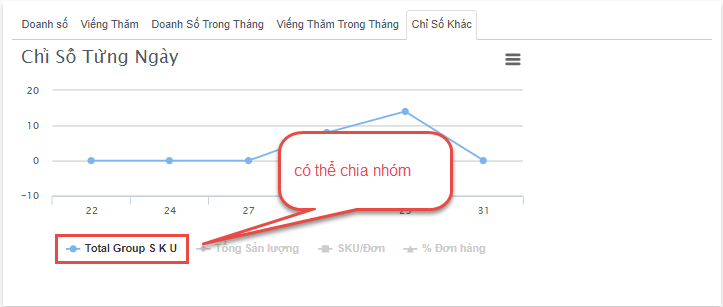 Doanh số Viếng Thăm Doanh Số Trong Tháng Viếng Thăm Trong Tháng Chỉ Số Khác
Chỉ Số Từng Ngày
20
10
0
-10
có thể chia nhóm
22 24 27 29 31
Total Group S K U Tổng Sản lượng SKU/Đơn % Đơn hàng